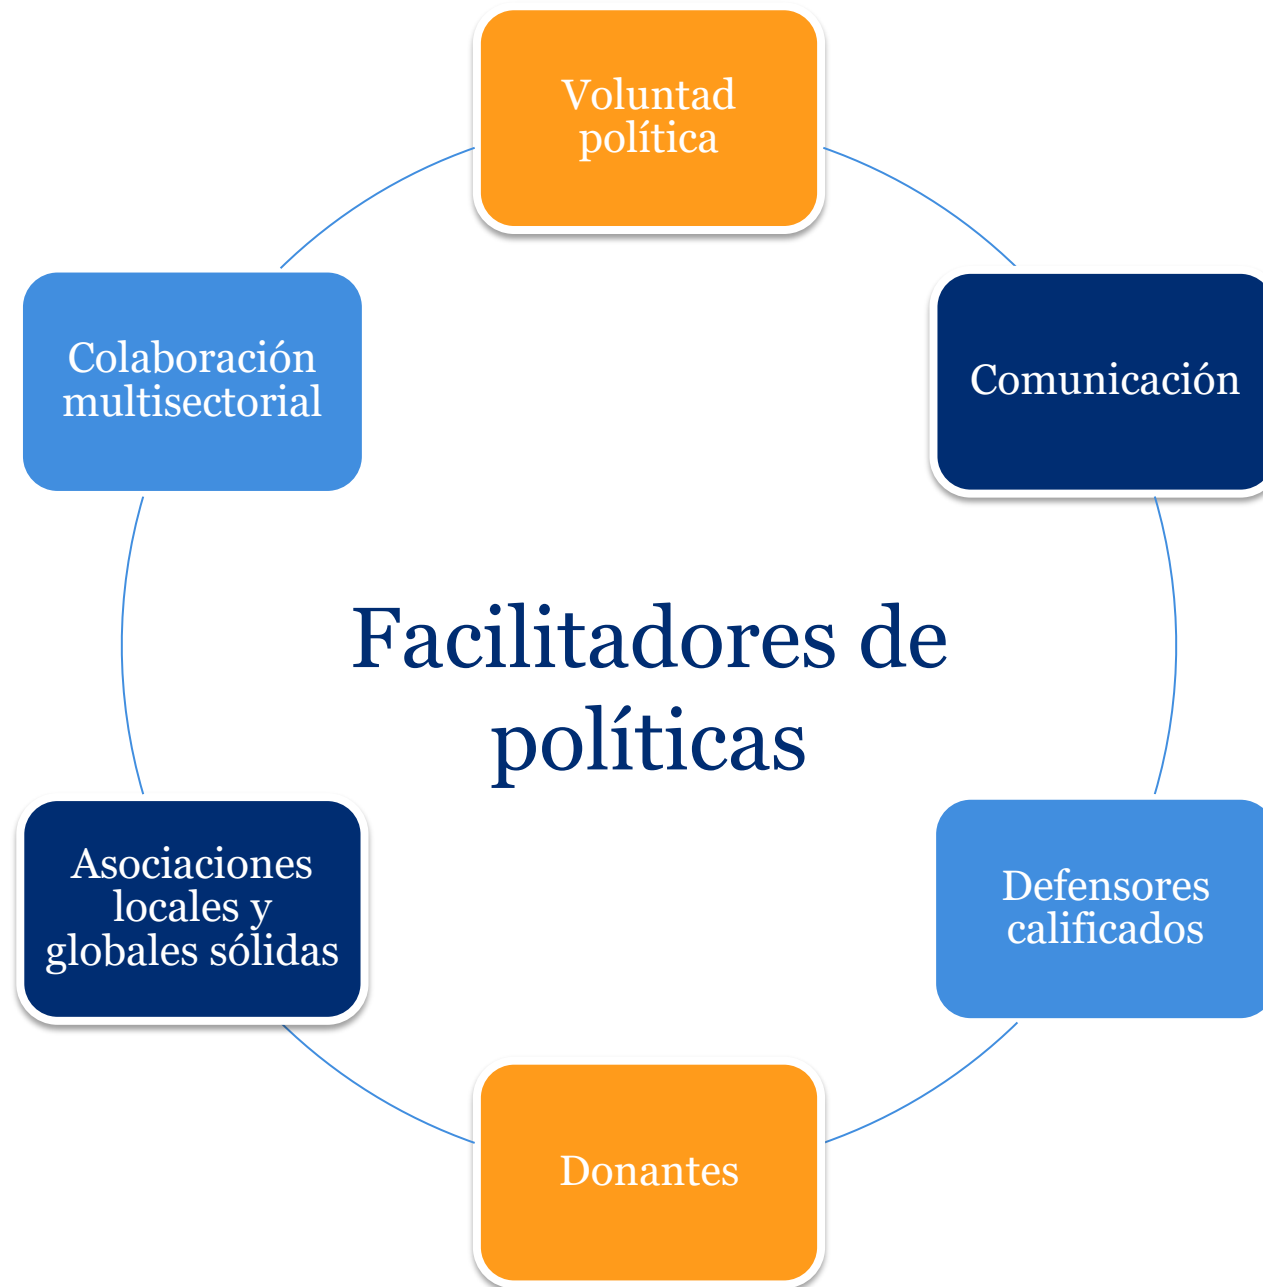 Voluntad
política
Colaboración
multisectorial
Comunicación
Facilitadores de
políticas
Asociaciones
locales y
globales sólidas
Defensores
calificados
Donantes